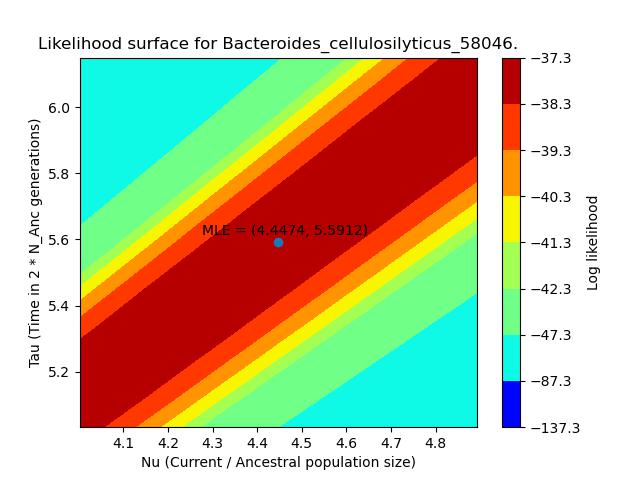 Likelihood surface for Bacteroides_cellulosilyticus_58046.
−37.3
−38.3
−39.3
−40.3
−41.3
−42.3
−47.3
−87.3
−137.3
Log likelihood
6.0
5.8
5.6
5.4
5.2
Tau (Time in 2 * N_Anc generations)
MLE = (4.4474, 5.5912)
4.1 4.2 4.3 4.4 4.5 4.6 4.7 4.8
Nu (Current / Ancestral population size)